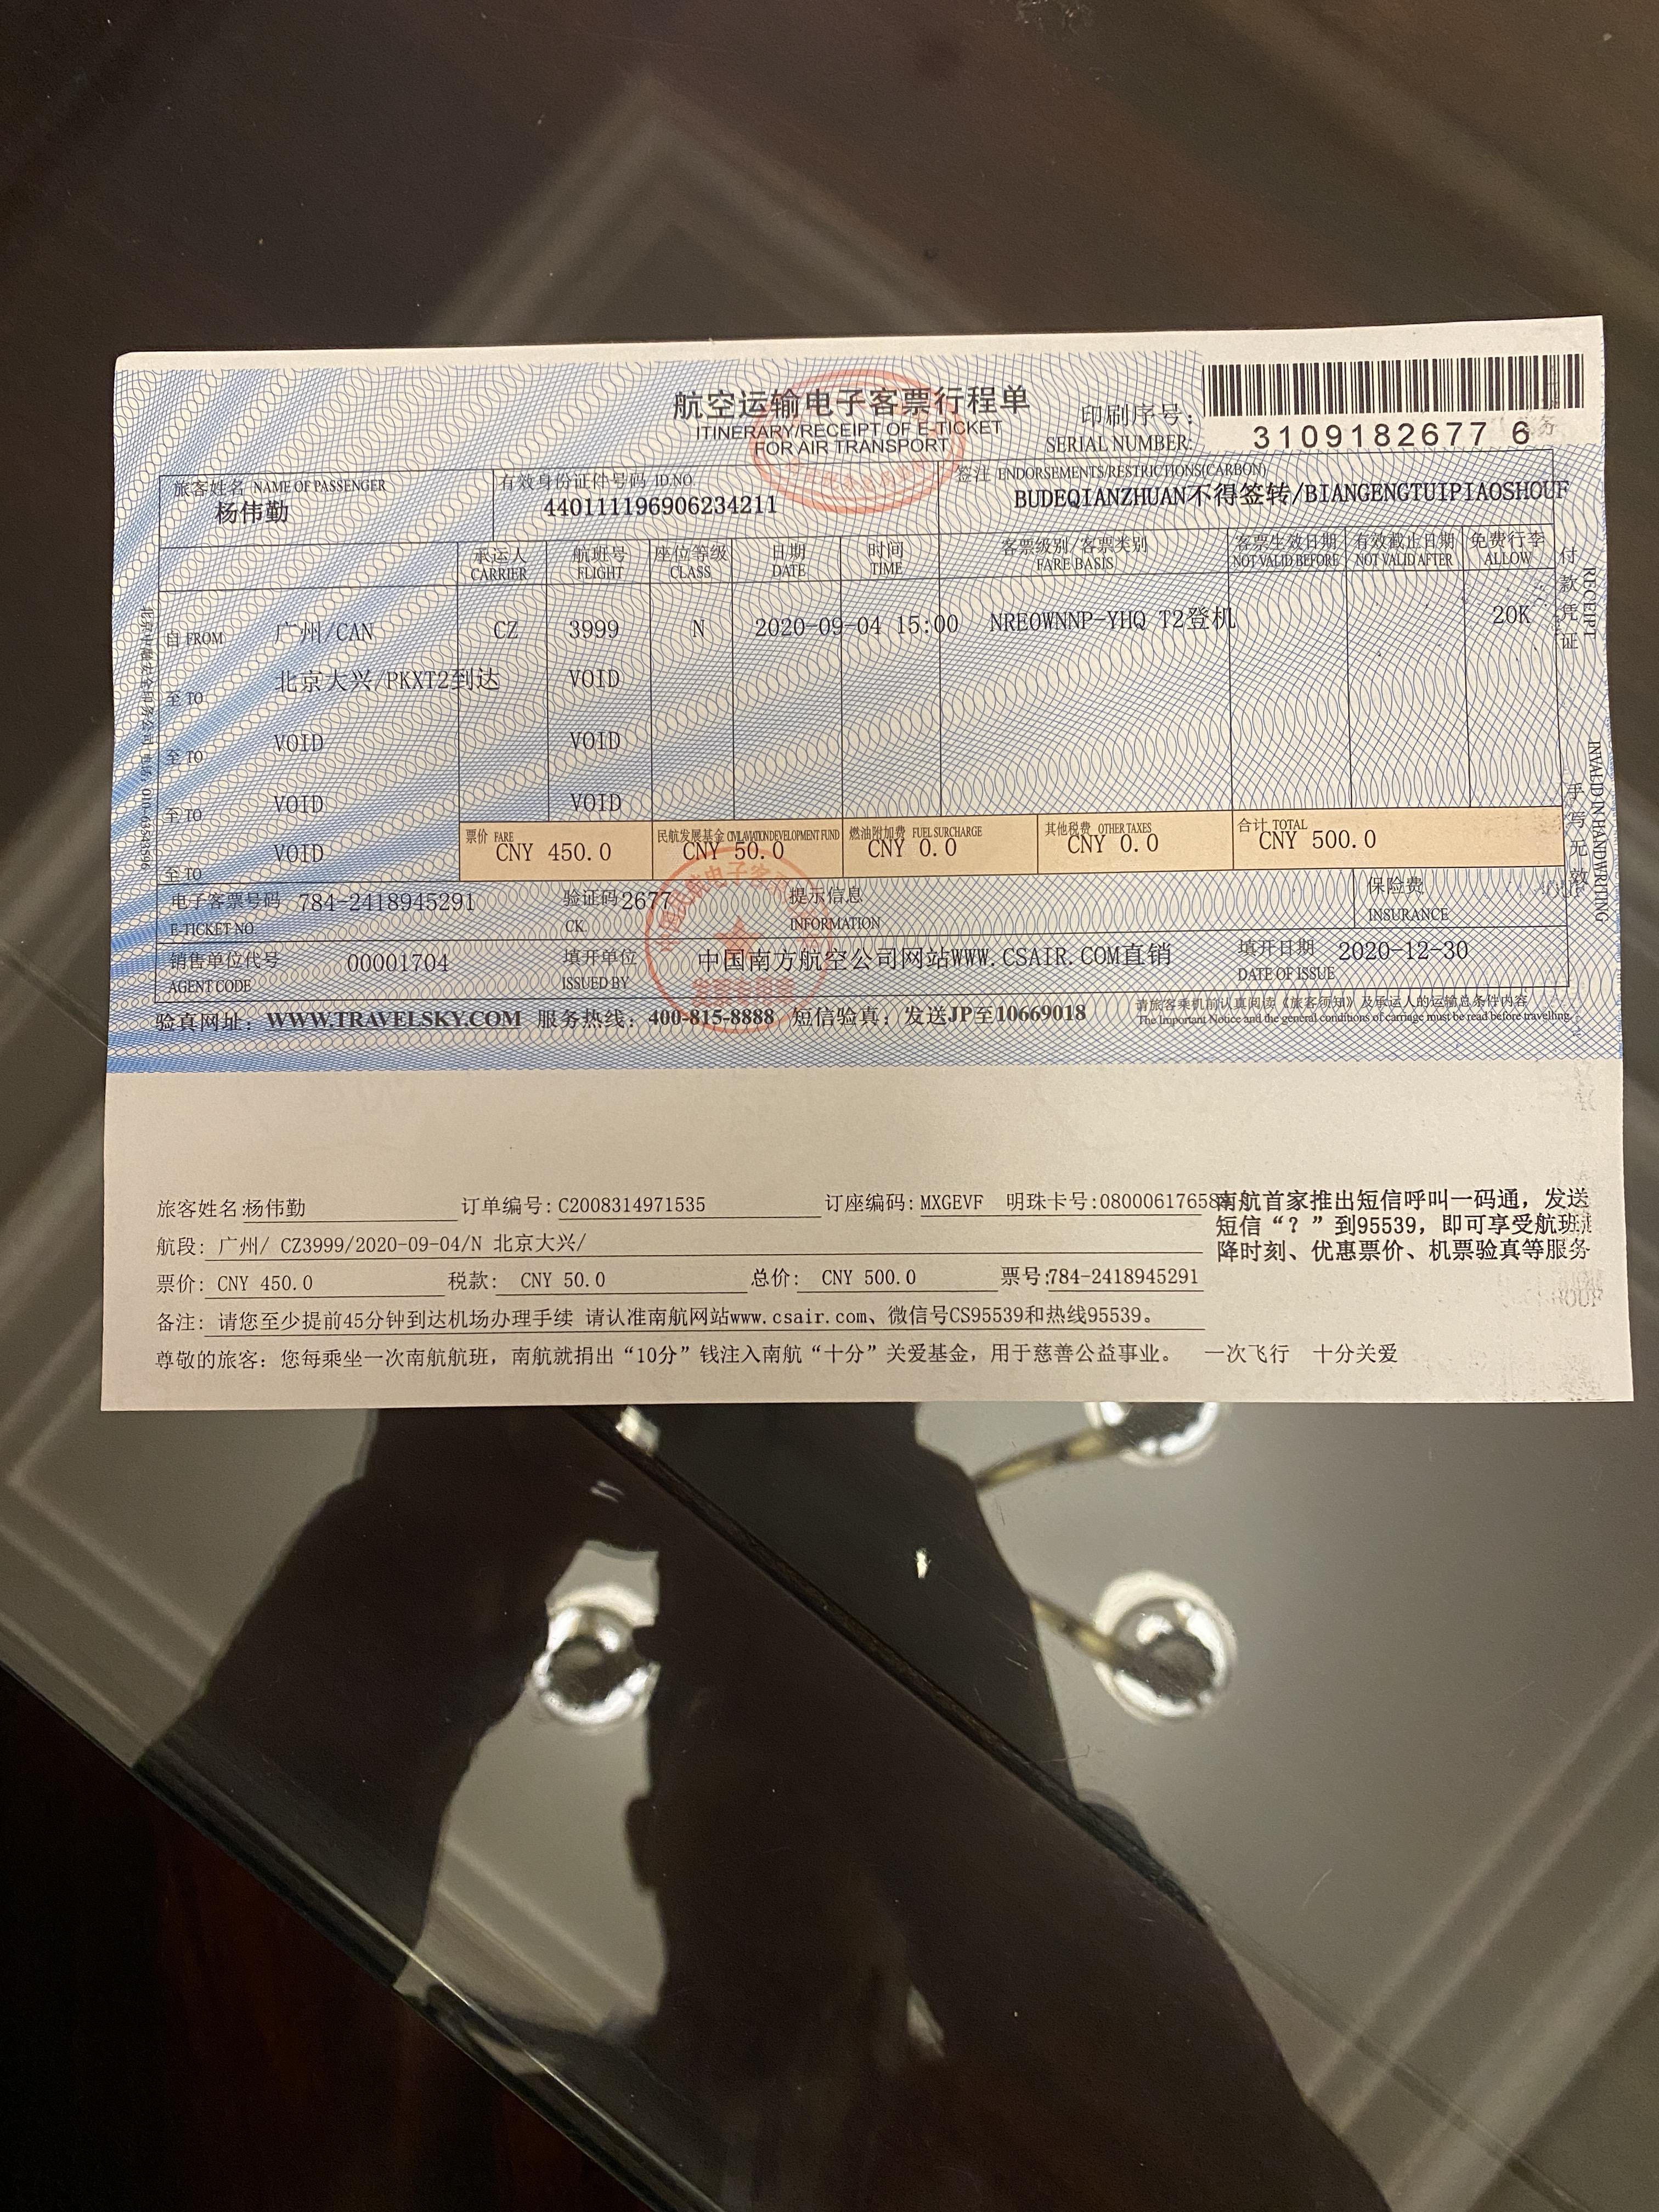 航空运输电子客票行程单
ITINERARY/RECEIPT OF E-TICKET
FOR AIR TRANSPORT
印刷序号:
SERIAL NUMBER:
3109182677 6
旅客姓名 NAME OF PASSENGER
杨伟勤
有效身份证件号码 ID.NO.
440111196906234211
签注 ENDORSEMENTS/RESTRICTIONS(CARBON)
BUDEQIANZHUAN不得签转/BIANGENGTUIPIAOSHOUF
承运人 航班号 座位等级 日期 时间 客票级别/客票类别 客票生效日期 有效截止日期 免费行李
CARRIER FLIGHT CLASS DATE TIME FARE BASIS NOT VALID BEFORE NOT VALID AFTER ALLOW
自 FROM 广州/CAN CZ 3999 N 2020-09-04 15:00 NREOWNNP-YHQ T2登机 20K
至 TO 北京大兴/PKXT2到达 VOID
至 TO VOID VOID
至 TO VOID VOID
至 TO VOID
票价 FARE CNY 450.0
民航发展基金 CIVIL AVIATION DEVELOPMENT FUND CNY 50.0
燃油附加费 FUEL SURCHARGE CNY 0.0
其他税费 OTHER TAXES CNY 0.0
合计 TOTAL CNY 500.0
电子客票号码 784-2418945291 验证码 2677 提示信息 保险费
E-TICKET NO. CK. INFORMATION INSURANCE
销售单位代号 00001704 填开单位 中国南方航空公司网站WWW.CSAIR.COM直销 填开日期 2020-12-30
AGENT CODE ISSUED BY DATE OF ISSUE
验真网址: WWW.TRAVELSKY.COM 服务热线: 400-815-8888 短信验真: 发送JP至10669018
请旅客乘机前认真阅读《旅客须知》及承运人的运输总条件内容
The Important Notice and the general conditions of carriage must be read before travelling.
付款凭证 RECEIPT
手写无效 INVALID IN HANDWRITING
发票专用章
旅客姓名:杨伟勤 订单编号: C2008314971535 订座编码: MXGEVF 明珠卡号:08000617658
航段: 广州/ CZ3999/2020-09-04/N 北京大兴/
票价: CNY 450.0 税款: CNY 50.0 总价: CNY 500.0 票号:784-2418945291
备注: 请您至少提前45分钟到达机场办理手续 请认准南航网站www.csair.com、微信号CS95539和热线95539。
尊敬的旅客: 您每乘坐一次南航航班, 南航就捐出“10分”钱注入南航“十分”关爱基金, 用于慈善公益事业。 一次飞行 十分关爱
南航首家推出短信呼叫一码通, 发送
短信“?”到95539, 即可享受航班
降时刻、优惠票价、机票验真等服务